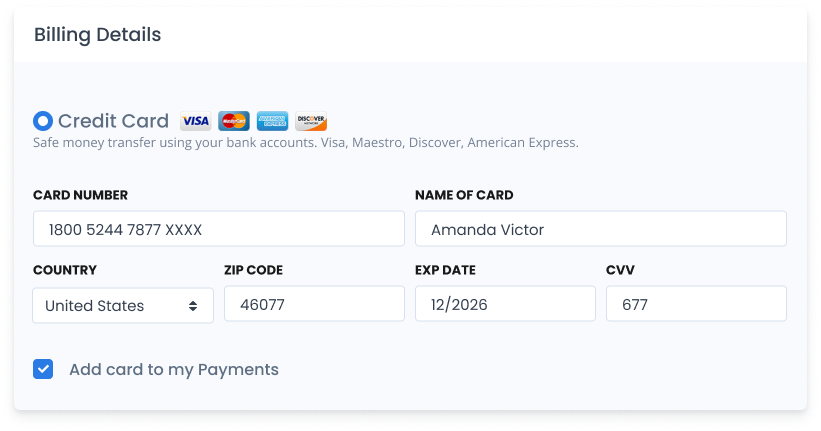 Billing Details
Credit Card VISA MasterCard AMERICAN EXPRESS DISCOVER NETWORK
Safe money transfer using your bank accounts. Visa, Maestro, Discover, American Express.
CARD NUMBER NAME OF CARD
1800 5244 7877 XXXX Amanda Victor
COUNTRY ZIP CODE EXP DATE CVV
United States 46077 12/2026 677
Add card to my Payments